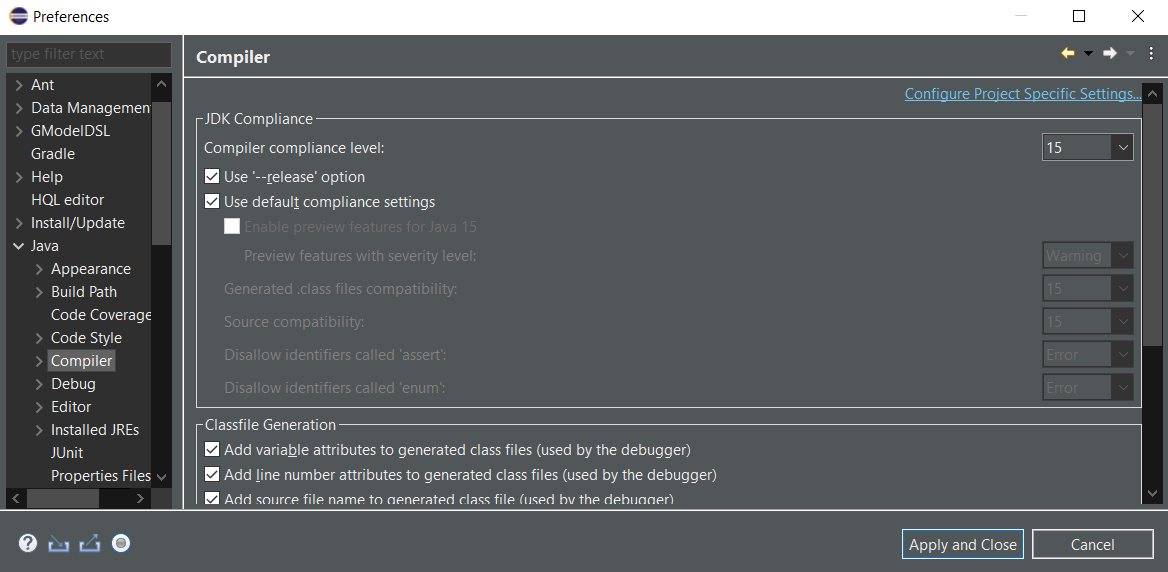 Preferences
type filter text
Ant
Data Managemen
GModelDSL
Gradle
Help
HQL editor
Install/Update
Java
Appearance
Build Path
Code Coverage
Code Style
Compiler
Debug
Editor
Installed JREs
JUnit
Properties Files
Compiler
Configure Project Specific Settings...
JDK Compliance
Compiler compliance level: 15
Use '--release' option
Use default compliance settings
Enable preview features for Java 15
Preview features with severity level: Warning
Generated .class files compatibility: 15
Source compatibility: 15
Disallow identifiers called 'assert': Error
Disallow identifiers called 'enum': Error
Classfile Generation
Add variable attributes to generated class files (used by the debugger)
Add line number attributes to generated class files (used by the debugger)
Add source file name to generated class file (used by the debugger)
Apply and Close Cancel